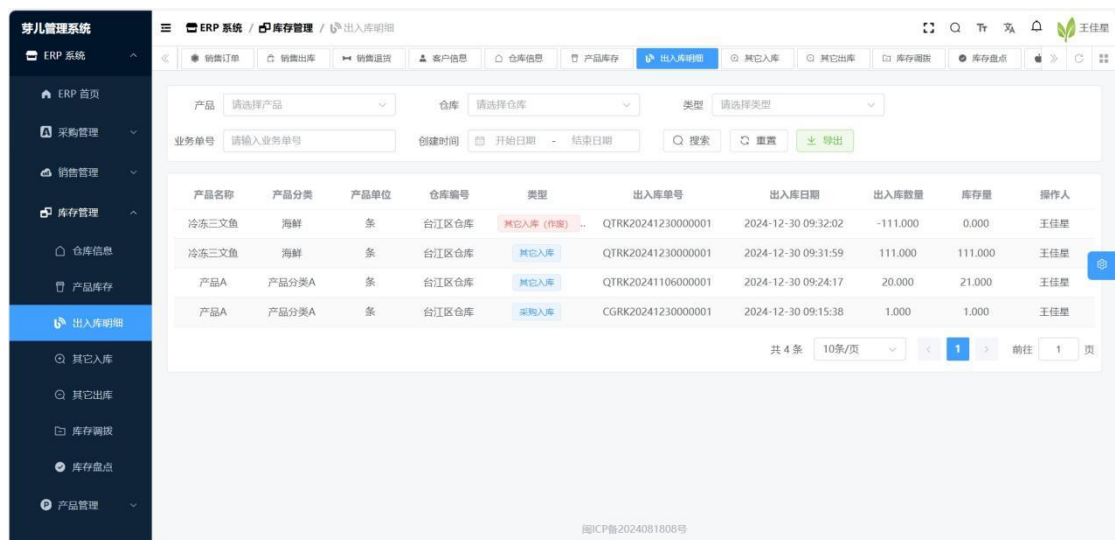 芽儿管理系统
ERP 系统 / 库存管理 / 出入库明细
王佳星
ERP 系统
销售订单 销售出库 销售退货 客户信息 仓库信息 产品库存 出入库明细 其它入库 其它出库 库存调拨 库存盘点
ERP 首页
采购管理
销售管理
库存管理
仓库信息
产品库存
出入库明细
其它入库
其它出库
库存调拨
库存盘点
产品管理
产品 请选择产品 仓库 请选择仓库 类型 请选择类型
业务单号 请输入业务单号 创建时间 开始日期 - 结束日期 搜索 重置 导出
产品名称 产品分类 产品单位 仓库编号 类型 出入库单号 出入库日期 出入库数量 库存量 操作人
冷冻三文鱼 海鲜 条 台江区仓库 其它入库（作废） .. QTRK20241230000001 2024-12-30 09:32:02 -111.000 0.000 王佳星
冷冻三文鱼 海鲜 条 台江区仓库 其它入库 QTRK20241230000001 2024-12-30 09:31:59 111.000 111.000 王佳星
产品A 产品分类A 条 台江区仓库 其它入库 QTRK20241106000001 2024-12-30 09:24:17 20.000 21.000 王佳星
产品A 产品分类A 条 台江区仓库 采购入库 CGRK20241230000001 2024-12-30 09:15:38 1.000 1.000 王佳星
共 4 条 10条/页 1 前往 1 页
闽ICP备2024081808号